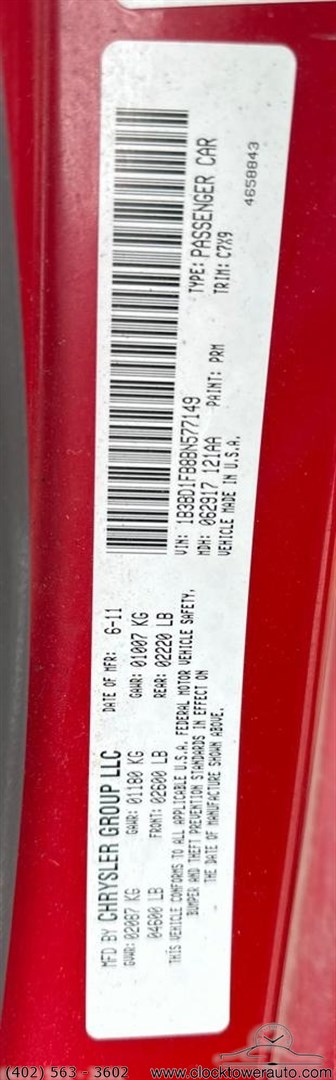 MFD BY CHRYSLER GROUP LLC
DATE OF MFR: 6-11
GVWR: 02087 KG
GAWR: 01180 KG
GAWR: 01007 KG
04600 LB
FRONT: 02600 LB
REAR: 02220 LB
THIS VEHICLE CONFORMS TO ALL APPLICABLE U.S.A. FEDERAL MOTOR VEHICLE SAFETY,
BUMPER AND THEFT PREVENTION STANDARDS IN EFFECT ON
THE DATE OF MANUFACTURE SHOWN ABOVE.
VIN: 1B3BD1FB8BN577149
TYPE: PASSENGER CAR
MDH: 062917 121AA
PAINT: PRM
TRIM: C7X9
VEHICLE MADE IN U.S.A.
4658843
(402) 563 - 3602
www.clocktowerauto.com